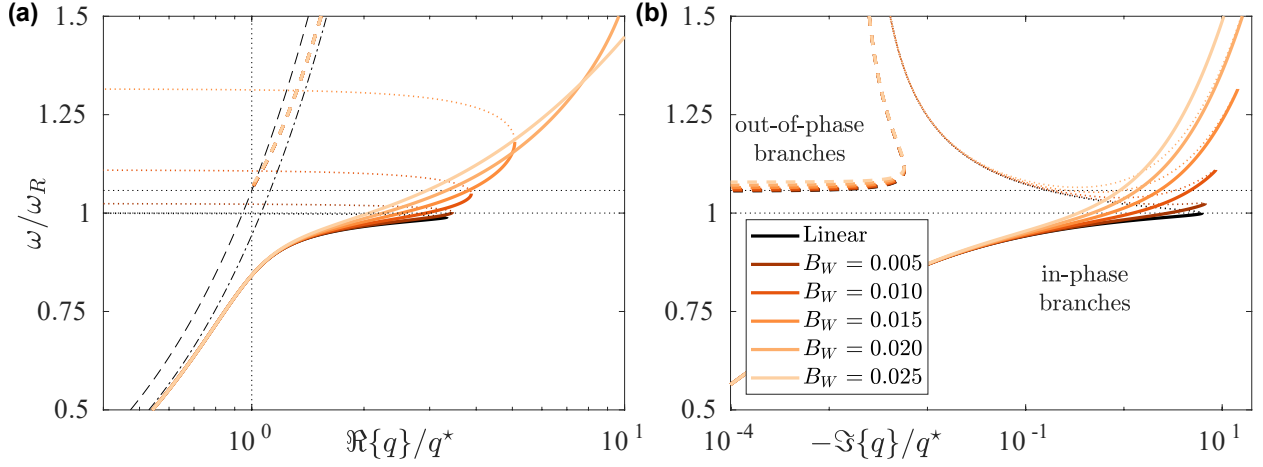 (a)
1.5
1.25
1
0.75
0.5
ω/ω_R
10^0
ℜ{q}/q^⋆
10^1
(b)
1.5
1.25
1
0.75
0.5
out-of-phase
branches
in-phase
branches
Linear
B_W = 0.005
B_W = 0.010
B_W = 0.015
B_W = 0.020
B_W = 0.025
10^-4
−ℑ{q}/q^⋆
10^-1
10^1